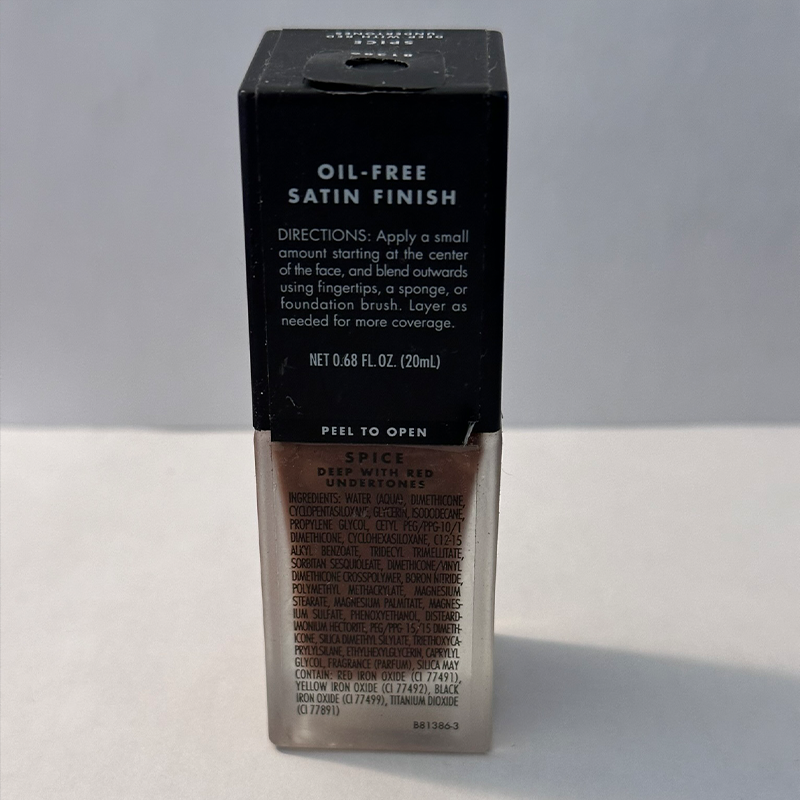 81386
SPICE
DEEP WITH RED
UNDERTONES
OIL-FREE
SATIN FINISH
DIRECTIONS: Apply a small
amount starting at the center
of the face, and blend outwards
using fingertips, a sponge, or
foundation brush. Layer as
needed for more coverage.
NET 0.68 FL. OZ. (20mL)
PEEL TO OPEN
SPICE
DEEP WITH RED
UNDERTONES
INGREDIENTS: WATER (AQUA), DIMETHICONE,
CYCLOPENTASILOXANE, GLYCERIN, ISODODECANE,
PROPYLENE GLYCOL, CETYL PEG/PPG-10/1
DIMETHICONE, CYCLOHEXASILOXANE, C12-15
ALKYL BENZOATE, TRIDECYL TRIMELLITATE,
SORBITAN SESQUIOLEATE, DIMETHICONE/VINYL
DIMETHICONE CROSSPOLYMER, BORON NITRIDE,
POLYMETHYL METHACRYLATE, MAGNESIUM
STEARATE, MAGNESIUM PALMITATE, MAGNES-
IUM SULFATE, PHENOXYETHANOL, DISTEARD-
IMONIUM HECTORITE, PEG/PPG-15/15 DIMETH-
ICONE, SILICA DIMETHYL SILYLATE, TRIETHOXYCA-
PRYLYLSILANE, ETHYLHEXYLGLYCERIN, CAPRYLYL
GLYCOL, FRAGRANCE (PARFUM), SILICA MAY
CONTAIN: RED IRON OXIDE (CI 77491),
YELLOW IRON OXIDE (CI 77492), BLACK
IRON OXIDE (CI 77499), TITANIUM DIOXIDE
(CI 77891)
B81386-3